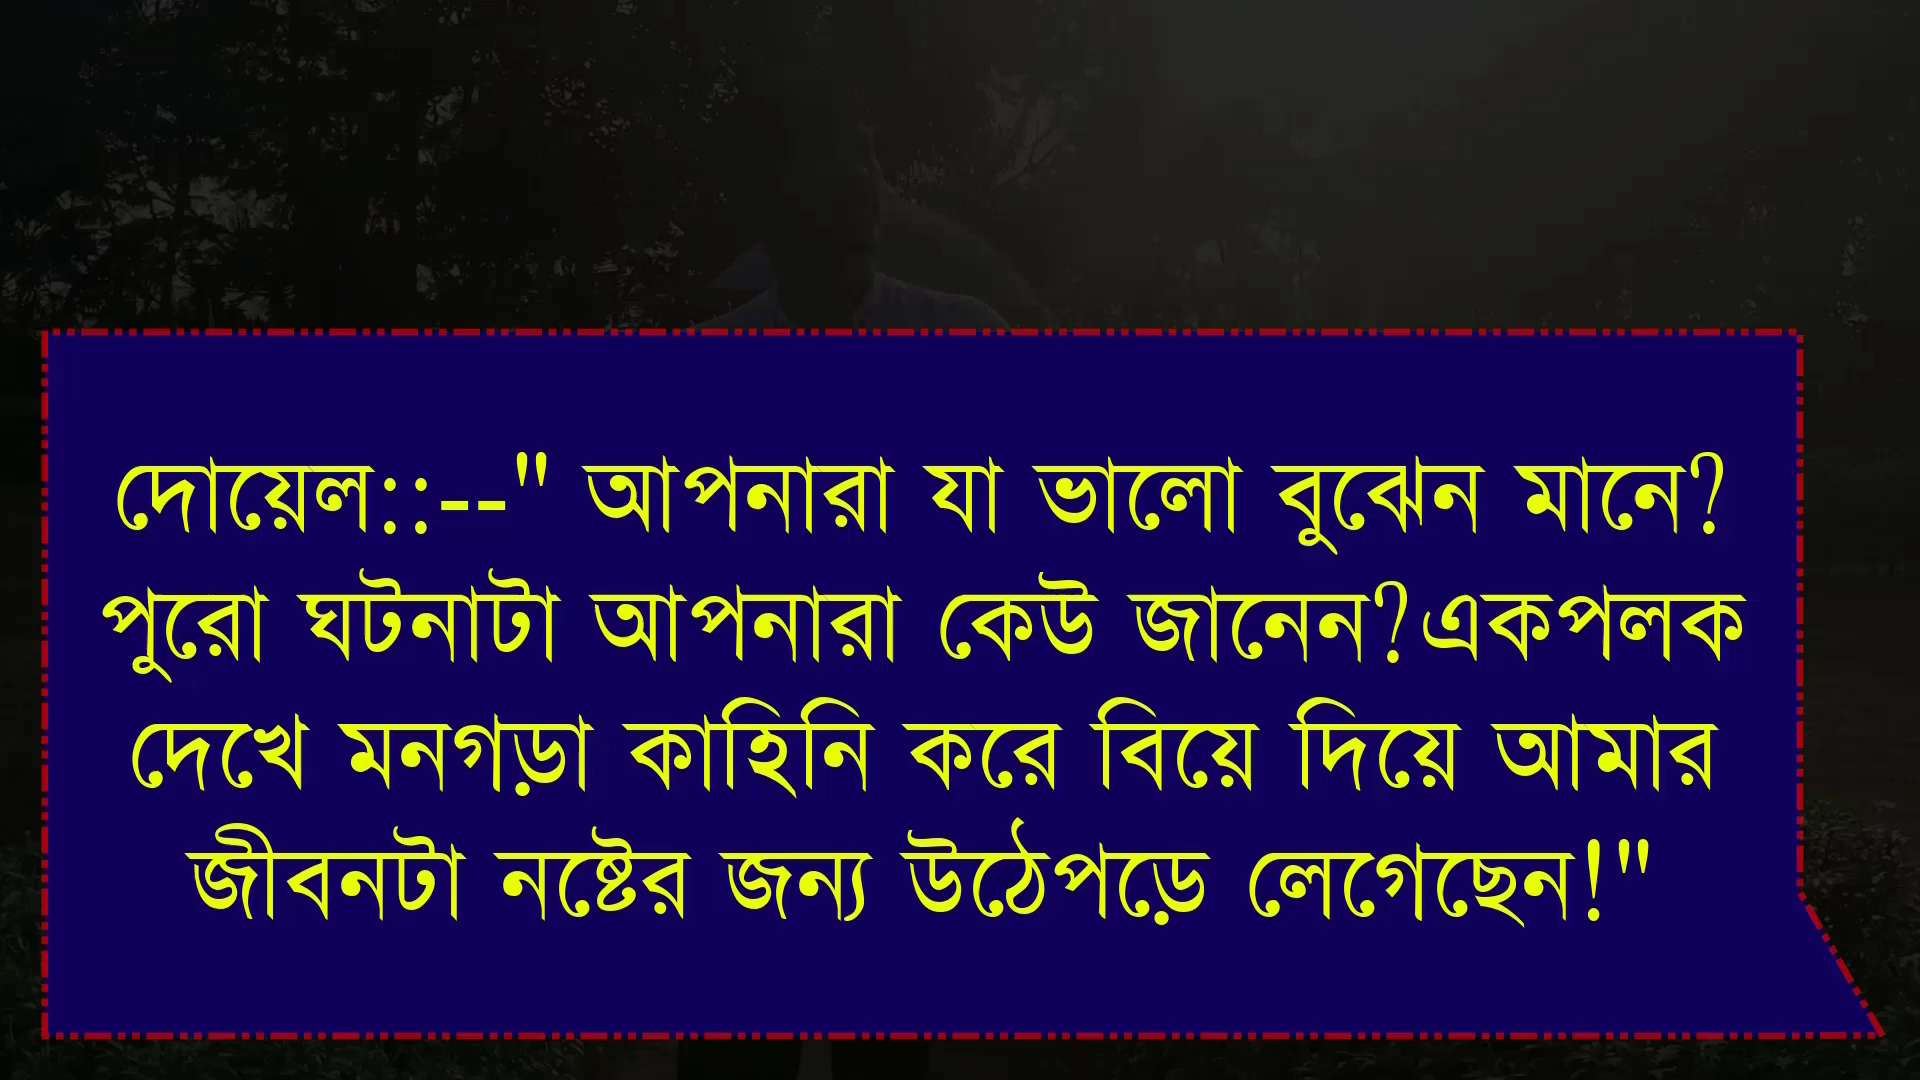 দোয়েল::--" আপনারা যা ভালো বুঝেন মানে?
পুরো ঘটনাটা আপনারা কেউ জানেন?একপলক
দেখে মনগড়া কাহিনি করে বিয়ে দিয়ে আমার
জীবনটা নষ্টের জন্য উঠেপড়ে লেগেছেন!"